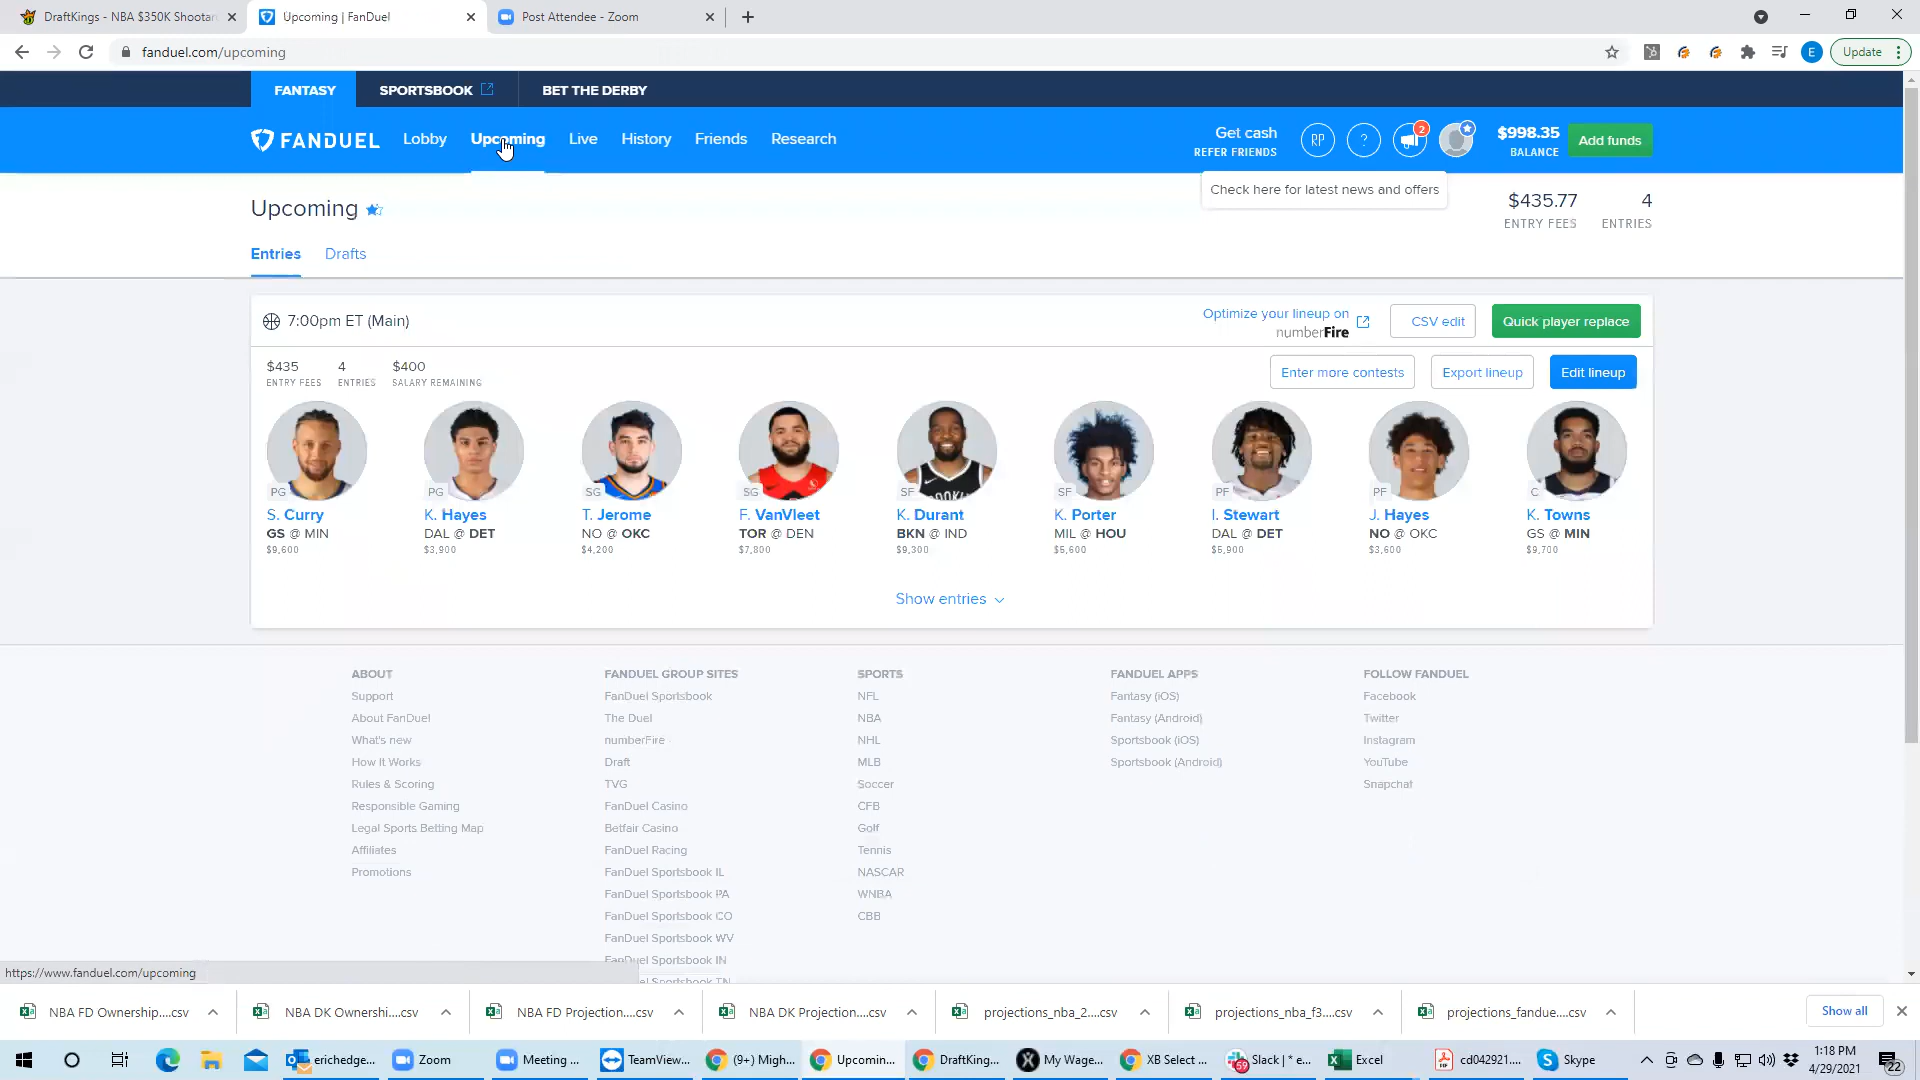 DraftKings - NBA $350K Shootar
Upcoming | FanDuel
Post Attendee - Zoom
fanduel.com/upcoming
E
Update
FANTASY
SPORTSBOOK
BET THE DERBY
FANDUEL
Lobby
Upcoming
Live
History
Friends
Research
Get cash
REFER FRIENDS
RP
?
2
$998.35
BALANCE
Add funds
Check here for latest news and offers
Upcoming
$435.77
ENTRY FEES
4
ENTRIES
Entries
Drafts
7:00pm ET (Main)
Optimize your lineup on
numberFire
CSV edit
Quick player replace
$435
ENTRY FEES
4
ENTRIES
$400
SALARY REMAINING
Enter more contests
Export lineup
Edit lineup
PG
S. Curry
GS @ MIN
$9,600
PG
K. Hayes
DAL @ DET
$3,900
SG
T. Jerome
NO @ OKC
$4,200
SG
F. VanVleet
TOR @ DEN
$7,800
SF
K. Durant
BKN @ IND
$9,300
SF
K. Porter
MIL @ HOU
$5,600
PF
I. Stewart
DAL @ DET
$5,900
PF
J. Hayes
NO @ OKC
$3,600
C
K. Towns
GS @ MIN
$9,700
BROOKLYN
Show entries
ABOUT
Support
About FanDuel
What's new
How It Works
Rules & Scoring
Responsible Gaming
Legal Sports Betting Map
Affiliates
Promotions
FANDUEL GROUP SITES
FanDuel Sportsbook
The Duel
numberFire
Draft
TVG
FanDuel Casino
Betfair Casino
FanDuel Racing
FanDuel Sportsbook IL
FanDuel Sportsbook PA
FanDuel Sportsbook CO
FanDuel Sportsbook WV
FanDuel Sportsbook IN
el Sportsbook TN
SPORTS
NFL
NBA
NHL
MLB
Soccer
CFB
Golf
Tennis
NASCAR
WNBA
CBB
FANDUEL APPS
Fantasy (iOS)
Fantasy (Android)
Sportsbook (iOS)
Sportsbook (Android)
FOLLOW FANDUEL
Facebook
Twitter
Instagram
YouTube
Snapchat
https://www.fanduel.com/upcoming
NBA FD Ownership....csv
NBA DK Ownershi....csv
NBA FD Projection....csv
NBA DK Projection....csv
projections_nba_2....csv
projections_nba_f3....csv
projections_fandue....csv
Show all
erichedge...
Zoom
Meeting ...
TeamView...
(9+) Migh...
Upcomin...
DraftKing...
My Wage...
XB Select ...
59
Slack | * e...
Excel
cd042921....
Skype
1:18 PM
4/29/2021
22